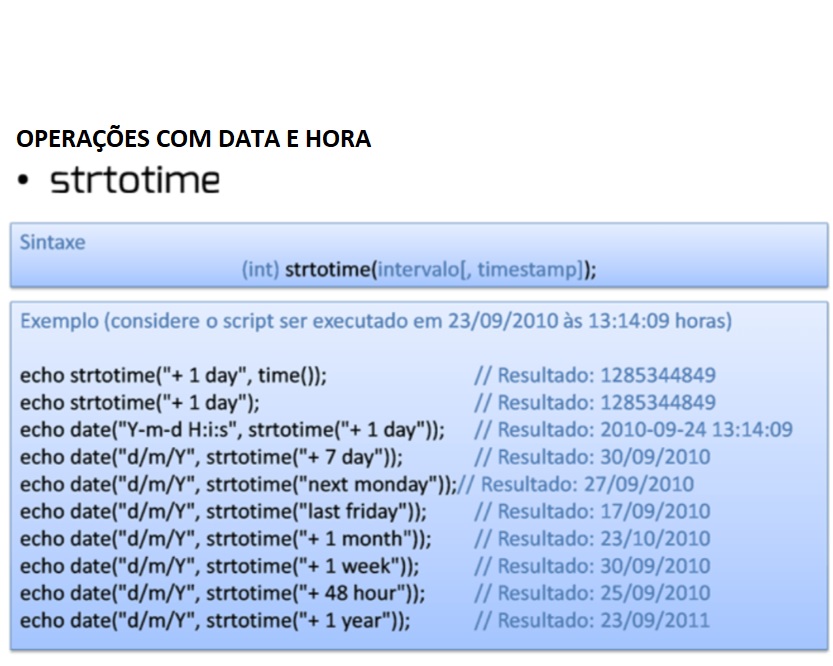 OPERAÇÕES COM DATA E HORA
• strtotime
Sintaxe
(int) strtotime(intervalo[, timestamp]);
Exemplo (considere o script ser executado em 23/09/2010 às 13:14:09 horas)
echo strtotime("+ 1 day", time()); // Resultado: 1285344849
echo strtotime("+ 1 day"); // Resultado: 1285344849
echo date("Y-m-d H:i:s", strtotime("+ 1 day")); // Resultado: 2010-09-24 13:14:09
echo date("d/m/Y", strtotime("+ 7 day")); // Resultado: 30/09/2010
echo date("d/m/Y", strtotime("next monday"));// Resultado: 27/09/2010
echo date("d/m/Y", strtotime("last friday")); // Resultado: 17/09/2010
echo date("d/m/Y", strtotime("+ 1 month")); // Resultado: 23/10/2010
echo date("d/m/Y", strtotime("+ 1 week")); // Resultado: 30/09/2010
echo date("d/m/Y", strtotime("+ 48 hour")); // Resultado: 25/09/2010
echo date("d/m/Y", strtotime("+ 1 year")); // Resultado: 23/09/2011